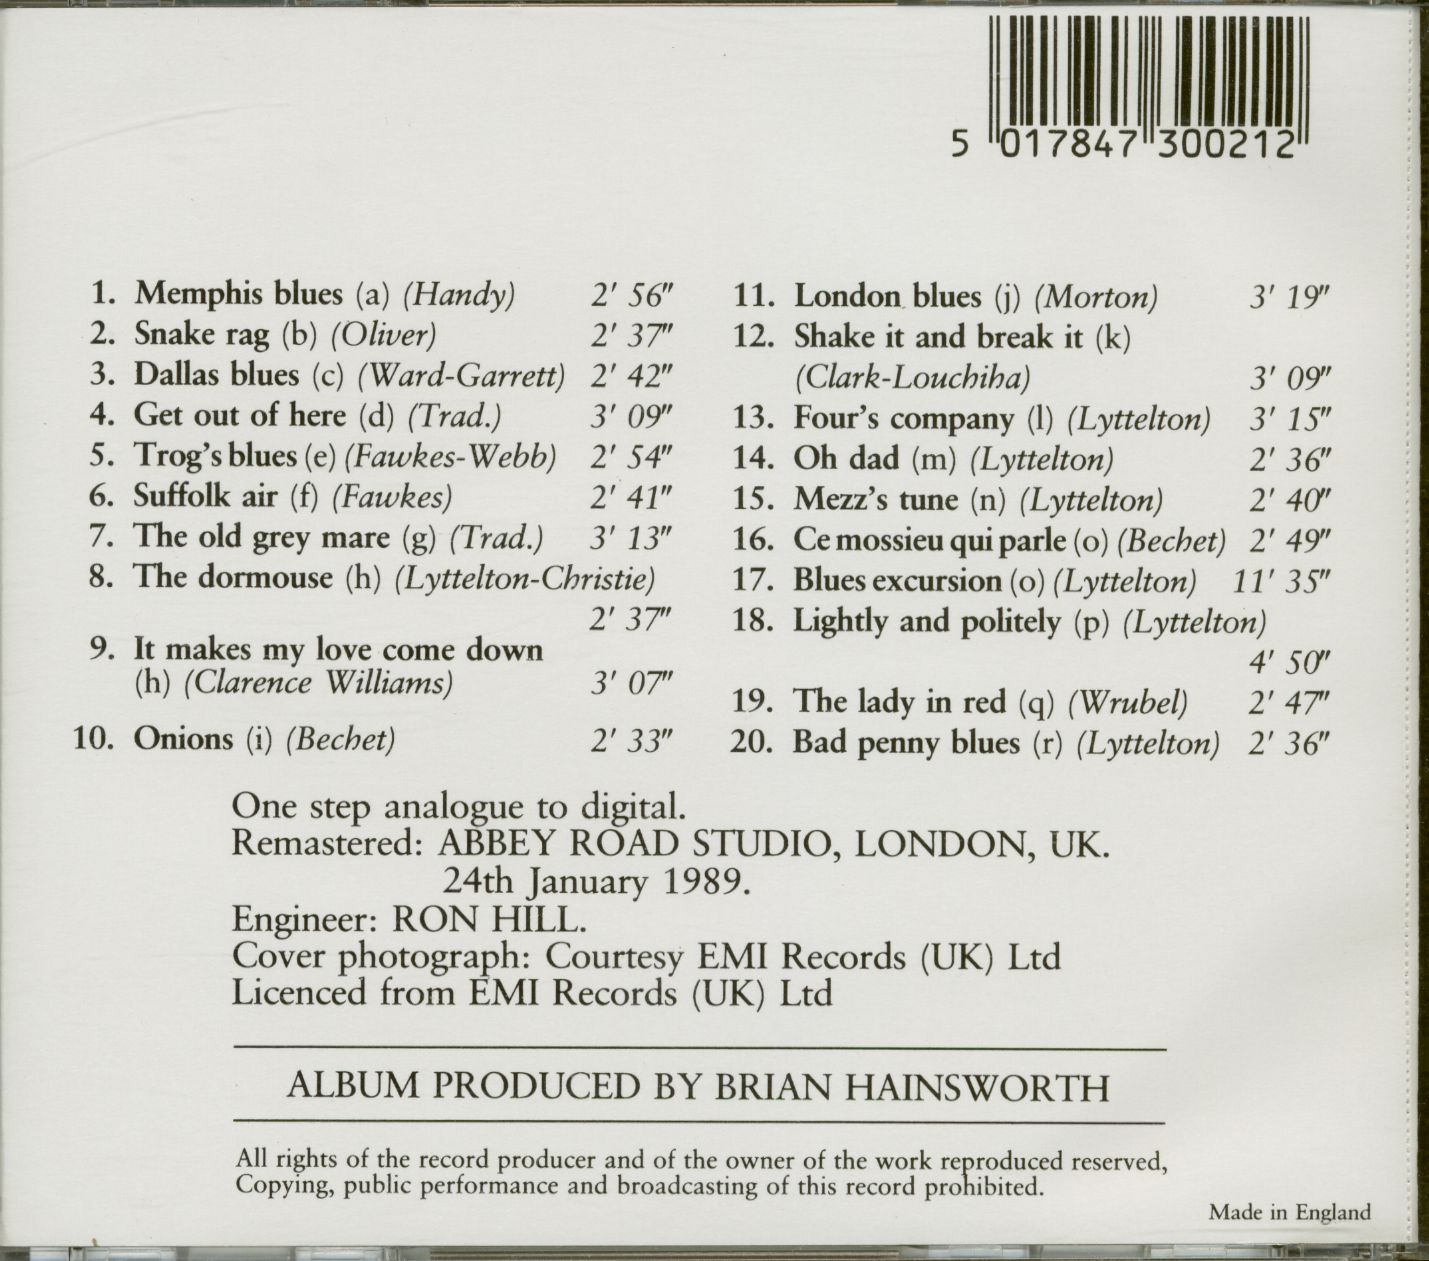 5 017847 300212
1. Memphis blues (a) (Handy) 2' 56"
2. Snake rag (b) (Oliver) 2' 37"
3. Dallas blues (c) (Ward-Garrett) 2' 42"
4. Get out of here (d) (Trad.) 3' 09"
5. Trog's blues (e) (Fawkes-Webb) 2' 54"
6. Suffolk air (f) (Fawkes) 2' 41"
7. The old grey mare (g) (Trad.) 3' 13"
8. The dormouse (h) (Lyttelton-Christie)
2' 37"
9. It makes my love come down
(h) (Clarence Williams) 3' 07"
10. Onions (i) (Bechet) 2' 33"
11. London blues (j) (Morton) 3' 19"
12. Shake it and break it (k)
(Clark-Louchiha) 3' 09"
13. Four's company (l) (Lyttelton) 3' 15"
14. Oh dad (m) (Lyttelton) 2' 36"
15. Mezz's tune (n) (Lyttelton) 2' 40"
16. Ce mossieu qui parle (o) (Bechet) 2' 49"
17. Blues excursion (o) (Lyttelton) 11' 35"
18. Lightly and politely (p) (Lyttelton)
4' 50"
19. The lady in red (q) (Wrubel) 2' 47"
20. Bad penny blues (r) (Lyttelton) 2' 36"
One step analogue to digital.
Remastered: ABBEY ROAD STUDIO, LONDON, UK.
24th January 1989.
Engineer: RON HILL.
Cover photograph: Courtesy EMI Records (UK) Ltd
Licenced from EMI Records (UK) Ltd
ALBUM PRODUCED BY BRIAN HAINSWORTH
All rights of the record producer and of the owner of the work reproduced reserved,
Copying, public performance and broadcasting of this record prohibited.
Made in England